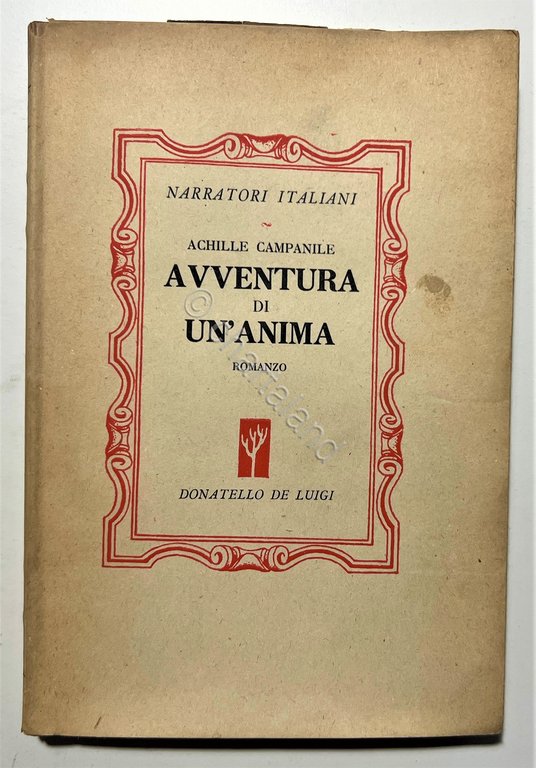 NARRATORI ITALIANI
ACHILLE CAMPANILE
AVVENTURA
DI
UN'ANIMA
ROMANZO
DONATELLO DE LUIGI